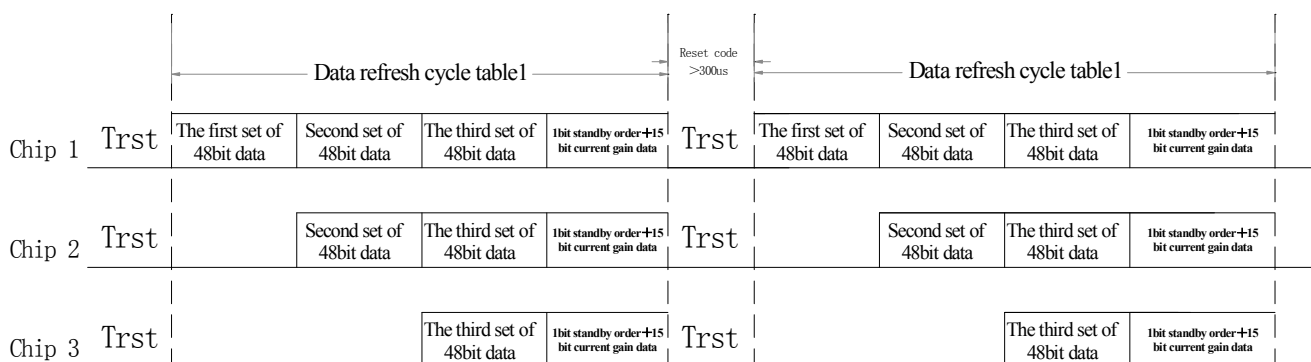 Reset code
>300us
Data refresh cycle table1
Data refresh cycle table1
Chip 1
Trst
The first set of
48bit data
Second set of
48bit data
The third set of
48bit data
1bit standby order+15
bit current gain data
Trst
The first set of
48bit data
Second set of
48bit data
The third set of
48bit data
1bit standby order+15
bit current gain data
Chip 2
Trst
Second set of
48bit data
The third set of
48bit data
1bit standby order+15
bit current gain data
Trst
Second set of
48bit data
The third set of
48bit data
1bit standby order+15
bit current gain data
Chip 3
Trst
The third set of
48bit data
1bit standby order+15
bit current gain data
Trst
The third set of
48bit data
1bit standby order+15
bit current gain data